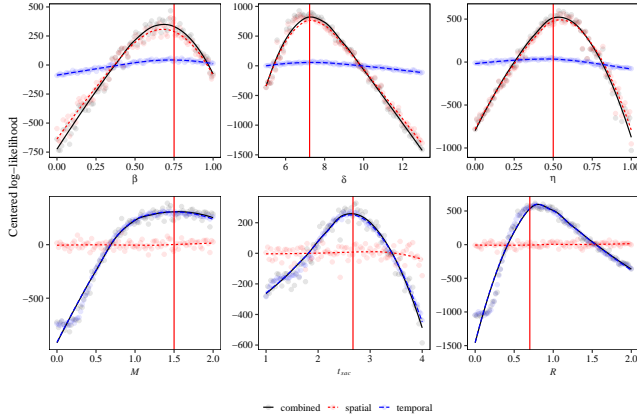 Centered log-likelihood
500
250
0
−250
−500
−750
0.00 0.25 0.50 0.75 1.00
β
1000
500
0
−500
−1000
−1500
6 8 10 12
δ
500
0
−500
−1000
0.00 0.25 0.50 0.75 1.00
η
0
−500
0.0 0.5 1.0 1.5 2.0
M
200
0
−200
−400
−600
1 2 3 4
t_sac
500
0
−500
−1000
−1500
0.0 0.5 1.0 1.5 2.0
R
combined spatial temporal